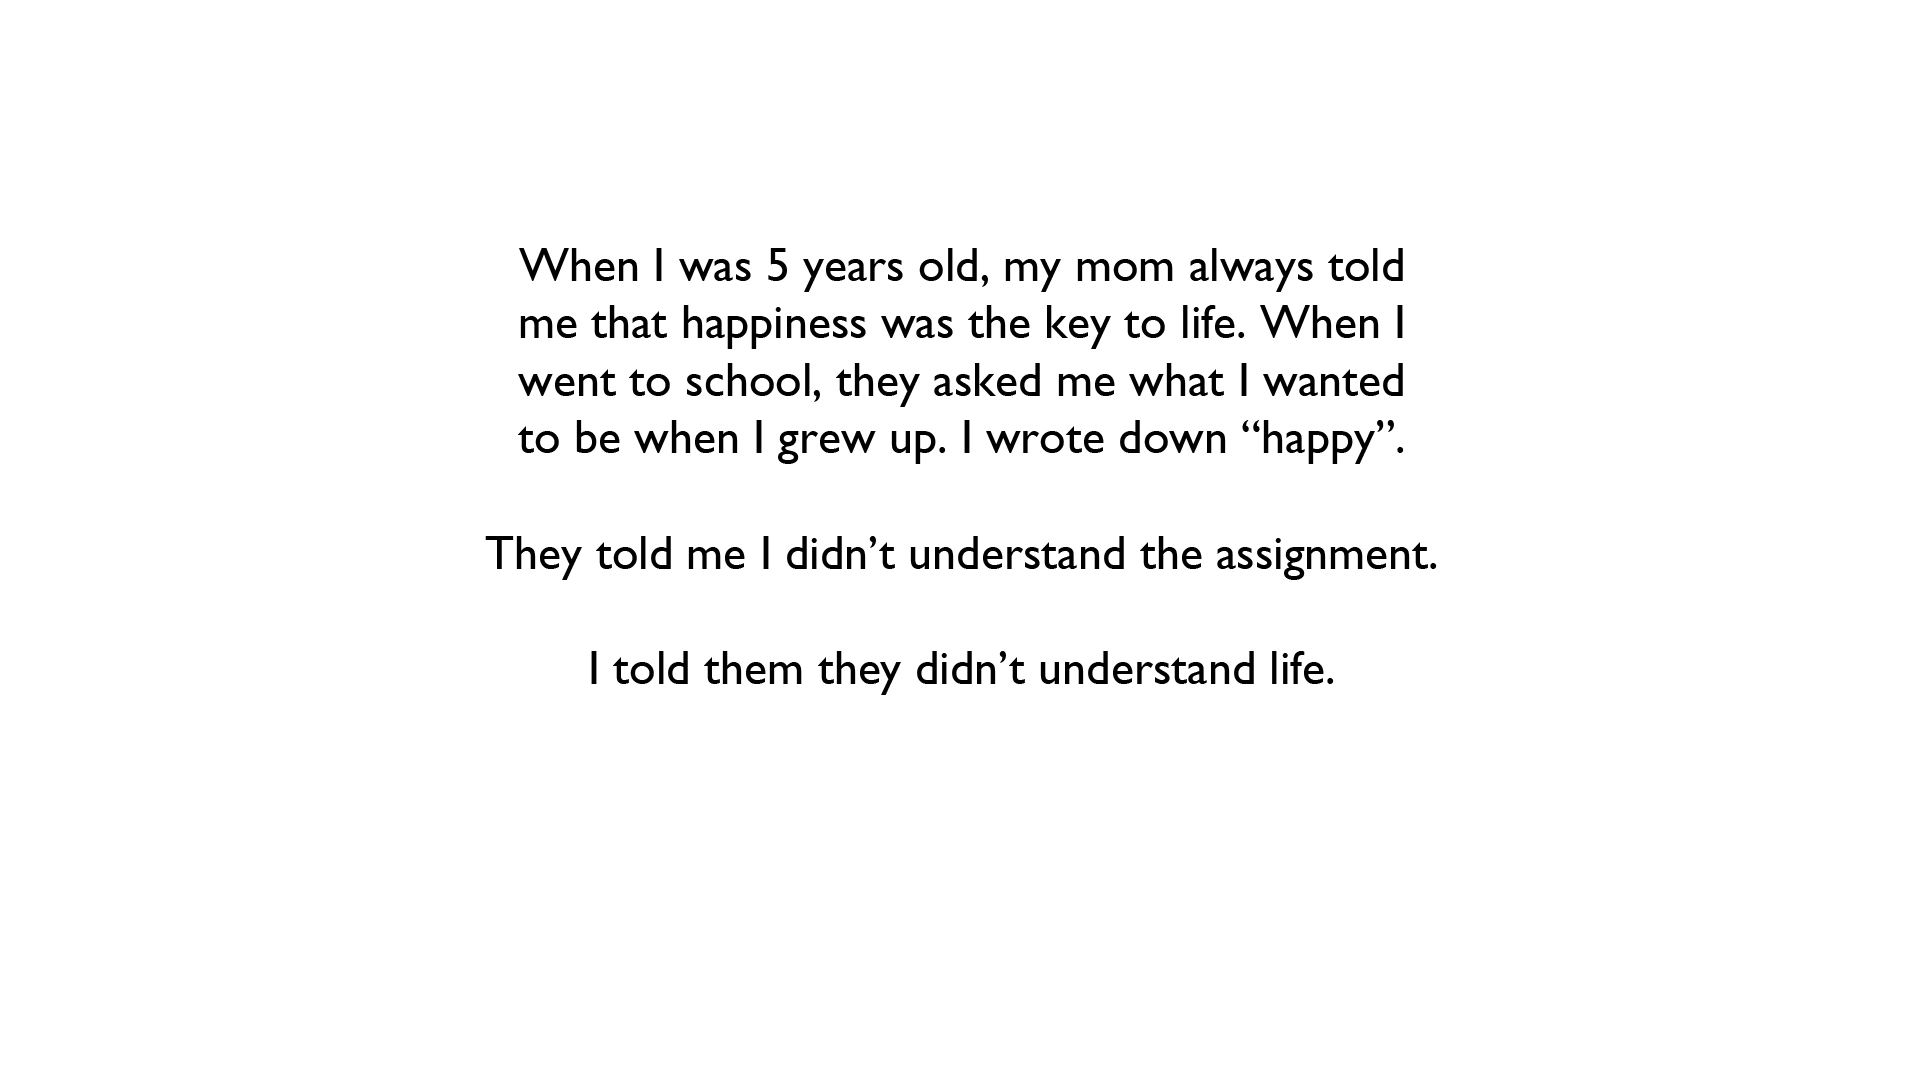 When I was 5 years old, my mom always told
me that happiness was the key to life. When I
went to school, they asked me what I wanted
to be when I grew up. I wrote down “happy”.
They told me I didn’t understand the assignment.
I told them they didn’t understand life.